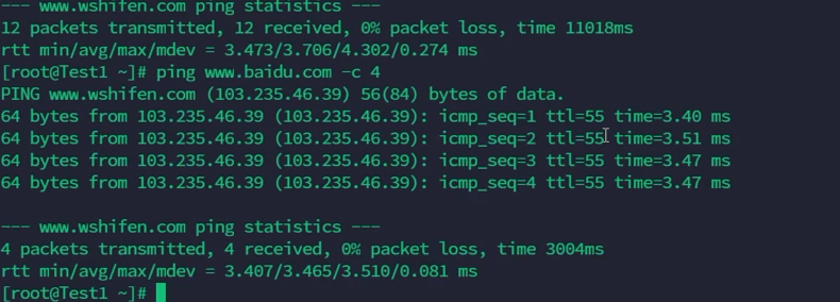 --- www.wshifen.com ping statistics ---
12 packets transmitted, 12 received, 0% packet loss, time 11018ms
rtt min/avg/max/mdev = 3.473/3.706/4.302/0.274 ms
[root@Test1 ~]# ping www.baidu.com -c 4
PING www.wshifen.com (103.235.46.39) 56(84) bytes of data.
64 bytes from 103.235.46.39 (103.235.46.39): icmp_seq=1 ttl=55 time=3.40 ms
64 bytes from 103.235.46.39 (103.235.46.39): icmp_seq=2 ttl=55 time=3.51 ms
64 bytes from 103.235.46.39 (103.235.46.39): icmp_seq=3 ttl=55 time=3.47 ms
64 bytes from 103.235.46.39 (103.235.46.39): icmp_seq=4 ttl=55 time=3.47 ms
--- www.wshifen.com ping statistics ---
4 packets transmitted, 4 received, 0% packet loss, time 3004ms
rtt min/avg/max/mdev = 3.407/3.465/3.510/0.081 ms
[root@Test1 ~]#